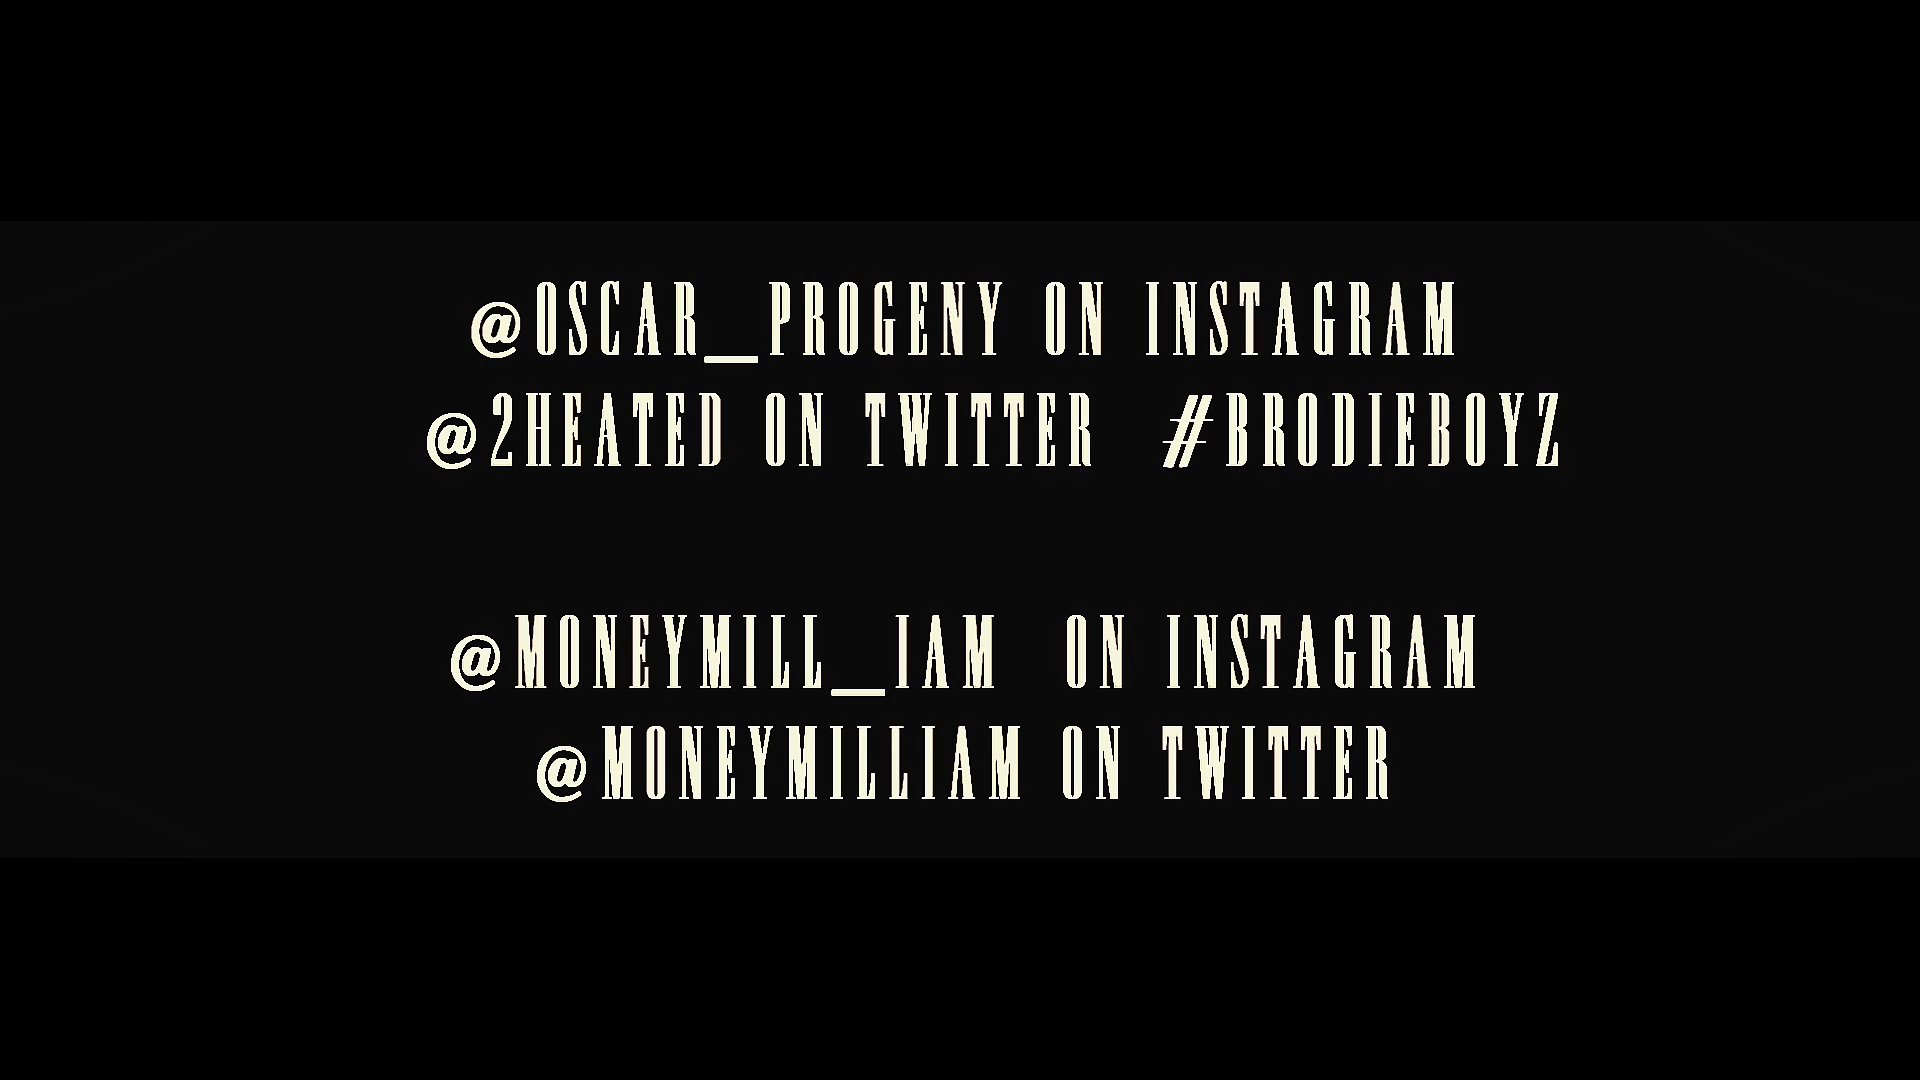 @OSCAR_PROGENY ON INSTAGRAM
@2HEATED ON TWITTER #BRODIEBOYZ
@MONEYMILL_IAM ON INSTAGRAM
@MONEYMILLIAM ON TWITTER